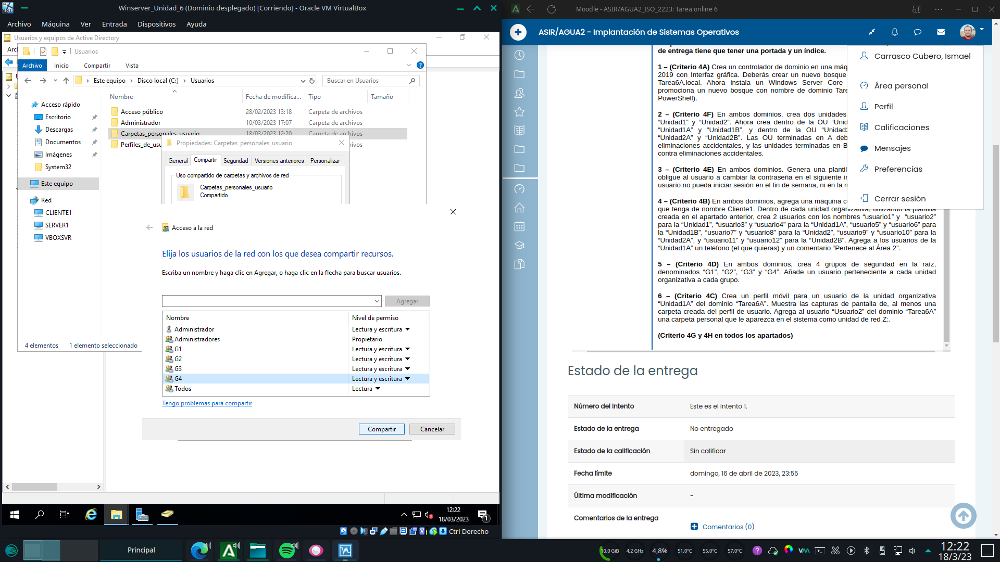 Winserver_Unidad_6 (Dominio desplegado) [Corriendo] - Oracle VM VirtualBox
Archivo Máquina Ver Entrada Dispositivos Ayuda
Usuarios y equipos de Active Directory
Usuarios
Archivo Inicio Compartir Vista
Este equipo Disco local (C:) Usuarios
Buscar en Usuarios
Acceso rápido
Escritorio
Descargas
Documentos
Imágenes
System32
Este equipo
Red
CLIENTE1
SERVER1
VBOXSVR
Nombre Fecha de modifica... Tipo Tamaño
Acceso público 28/02/2023 13:18 Carpeta de archivos
Administrador 10/03/2023 17:07 Carpeta de archivos
Carpetas_personales_usuario 18/03/2023 12:20 Carpeta de archivos
Perfiles_de_usu
4 elementos 1 elemento seleccionado
Propiedades: Carpetas_personales_usuario
General Compartir Seguridad Versiones anteriores Personalizar
Uso compartido de carpetas y archivos de red
Carpetas_personales_usuario
Compartido
Acceso a la red
Elija los usuarios de la red con los que desea compartir recursos.
Escriba un nombre y haga clic en Agregar, o haga clic en la flecha para buscar usuarios.
Agregar
Nombre Nivel de permiso
Administrador Lectura y escritura
Administradores Propietario
G1 Lectura y escritura
G2 Lectura y escritura
G3 Lectura y escritura
G4 Lectura y escritura
Todos Lectura
Tengo problemas para compartir
Compartir Cancelar
12:22
18/03/2023
1
Ctrl Derecho
Moodle - ASIR/AGUA2_ISO_2223: Tarea online 6
ASIR/AGUA2 - Implantación de Sistemas Operativos
Carrasco Cubero, Ismael
Área personal
Perfil
Calificaciones
Mensajes
Preferencias
Cerrar sesión
de entrega tiene que tener una portada y un índice.
1 – (Criterio 4A) Crea un controlador de dominio en una máq
2019 con Interfaz gráfica. Deberás crear un nuevo bosque
Tarea6A.local. Ahora instala un Windows Server Core
promociona un nuevo bosque con nombre de dominio Tare
PowerShell).
2 – (Criterio 4F) En ambos dominios, crea dos unidades
“Unidad1” y “Unidad2”. Ahora crea dentro de la OU “Unid
“Unidad1A” y “Unidad1B”, y dentro de la OU “Unidad2
“Unidad2A” y “Unidad2B”. Las OU terminadas en A deb
eliminaciones accidentales, y las unidades terminadas en B
contra eliminaciones accidentales.
3 – (Criterio 4E) En ambos dominios. Genera una plantil
obligue al usuario a cambiar la contraseña en el siguiente in
usuario no pueda iniciar sesión en el fin de semana, ni en la n
4 – (Criterio 4B) En ambos dominios, agrega una máquina c
que tenga de nombre Cliente1. Dentro de cada unidad organizativa, utilizando la plantilla
creada en el apartado anterior, crea 2 usuarios con los nombres “usuario1” y “usuario2”
para la “Unidad1”, “usuario3” y “usuario4” para la “Unidad1A”, “usuario5” y “usuario6” para
la “Unidad1B”, “usuario7” y “usuario8” para la “Unidad2”, “usuario9” y “usuario10” para la
“Unidad2A”, y “usuario11” y “usuario12” para la “Unidad2B”. Agrega a los usuarios de la
“Unidad1A” un teléfono (el que quieras) y un comentario “Pertenece al Área 2”.
5 – (Criterio 4D) En ambos dominios, crea 4 grupos de seguridad en la raíz,
denominados “G1”, “G2”, “G3” y “G4”. Añade un usuario perteneciente a cada unidad
organizativa a cada grupo.
6 – (Criterio 4C) Crea un perfil móvil para un usuario de la unidad organizativa
“Unidad1A” del dominio “Tarea6A”. Muestra las capturas de pantalla de, al menos una
carpeta creada del perfil de usuario. Agrega al usuario “Usuario2” del dominio “Tarea6A”
una carpeta personal que le aparezca en el sistema como unidad de red Z:.
(Criterio 4G y 4H en todos los apartados)
Estado de la entrega
Número del intento Este es el intento 1.
Estado de la entrega No entregado
Estado de la calificación Sin calificar
Fecha límite domingo, 16 de abril de 2023, 23:55
Última modificación -
Comentarios de la entrega
Comentarios (0)
Principal
10,0 GiB 4,2 GHz 4,8% 51,0°C 55,0°C 57,0°C
12:22
18/3/23